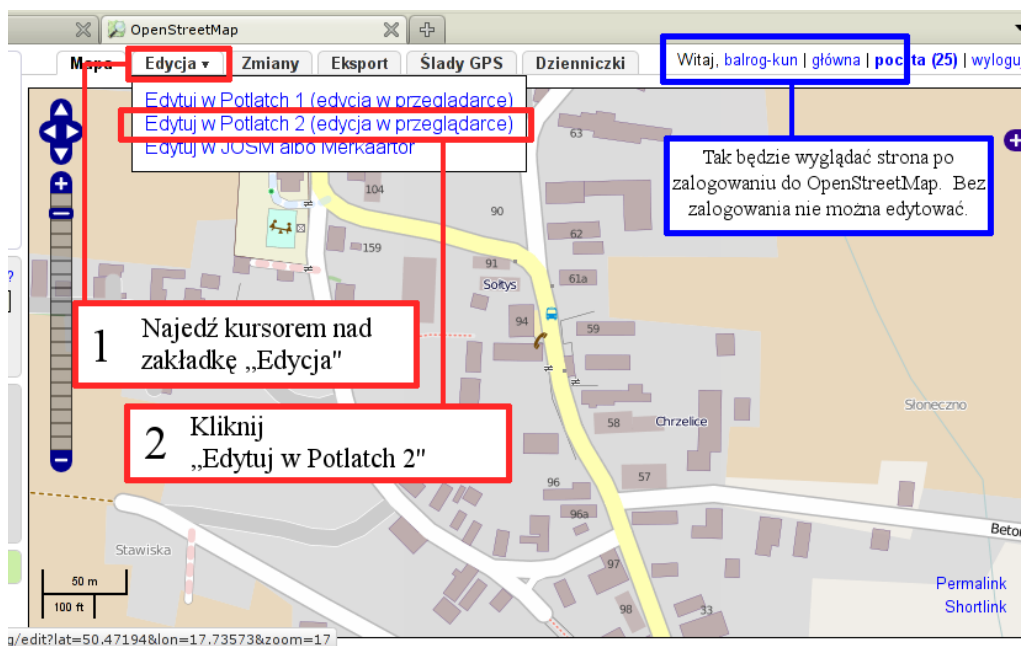 OpenStreetMap
Mapa
Edycja ▾
Zmiany
Eksport
Ślady GPS
Dzienniczki
Witaj, balrog-kun | główna | poczta (25) | wylogu
Edytuj w Potlatch 1 (edycja w przeglądarce)
Edytuj w Potlatch 2 (edycja w przeglądarce)
Edytuj w JOSM albo Merkaartor
Tak będzie wyglądać strona po
zalogowaniu do OpenStreetMap. Bez
zalogowania nie można edytować.
63
104
90
159
62
91
61a
Sołtys
94
59
1 Najedź kursorem nad
zakładkę „Edycja"
2 Kliknij
„Edytuj w Potlatch 2"
Słoneczno
58
Chrzelice
57
96
96a
Beto
Stawiska
97
98
33
50 m
100 ft
Permalink
Shortlink
g/edit?lat=50.47194&lon=17.73573&zoom=17